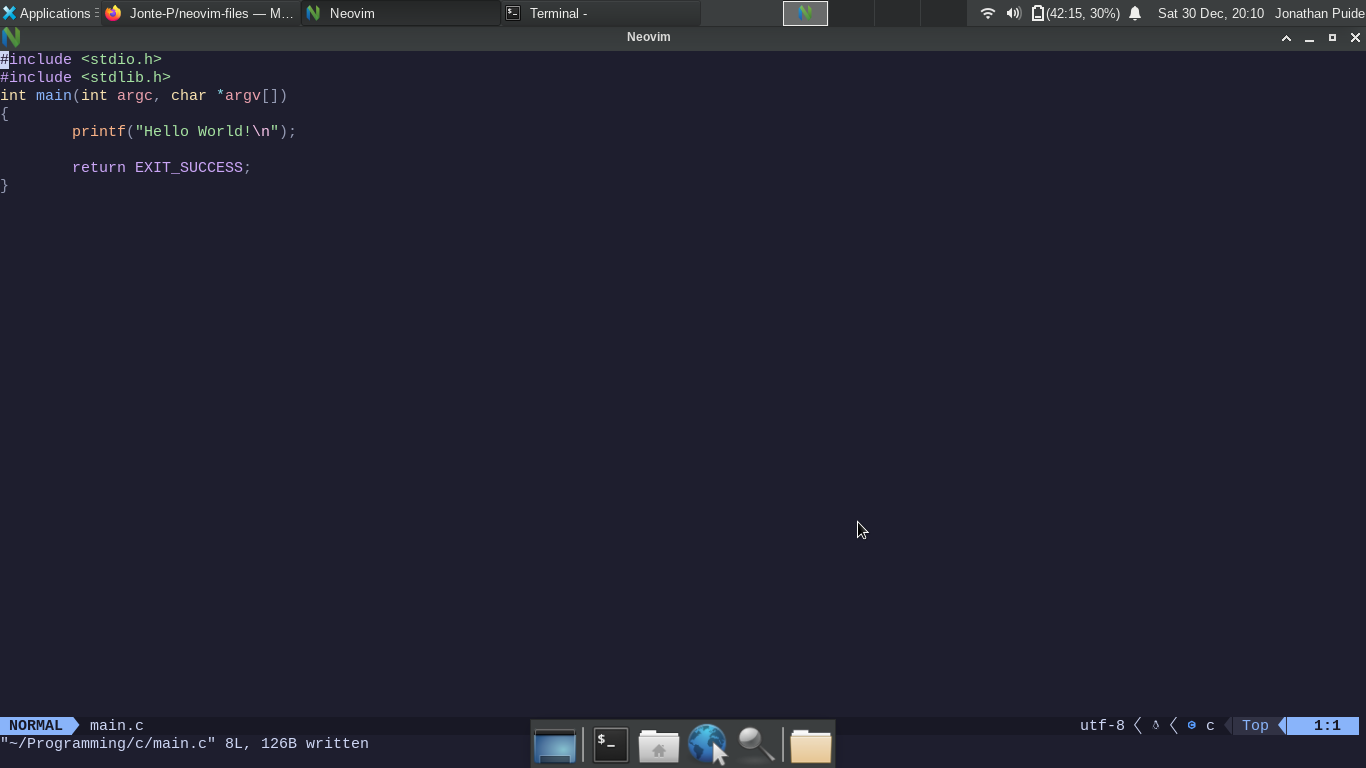 Applications Jonte-P/neovim-files — M… Neovim Terminal - (42:15, 30%) Sat 30 Dec, 20:10 Jonathan Puide
Neovim
#include <stdio.h>
#include <stdlib.h>
int main(int argc, char *argv[])
{
        printf("Hello World!\n");
        return EXIT_SUCCESS;
}
NORMAL main.c utf-8 c Top 1:1
"~/Programming/c/main.c" 8L, 126B written
$_